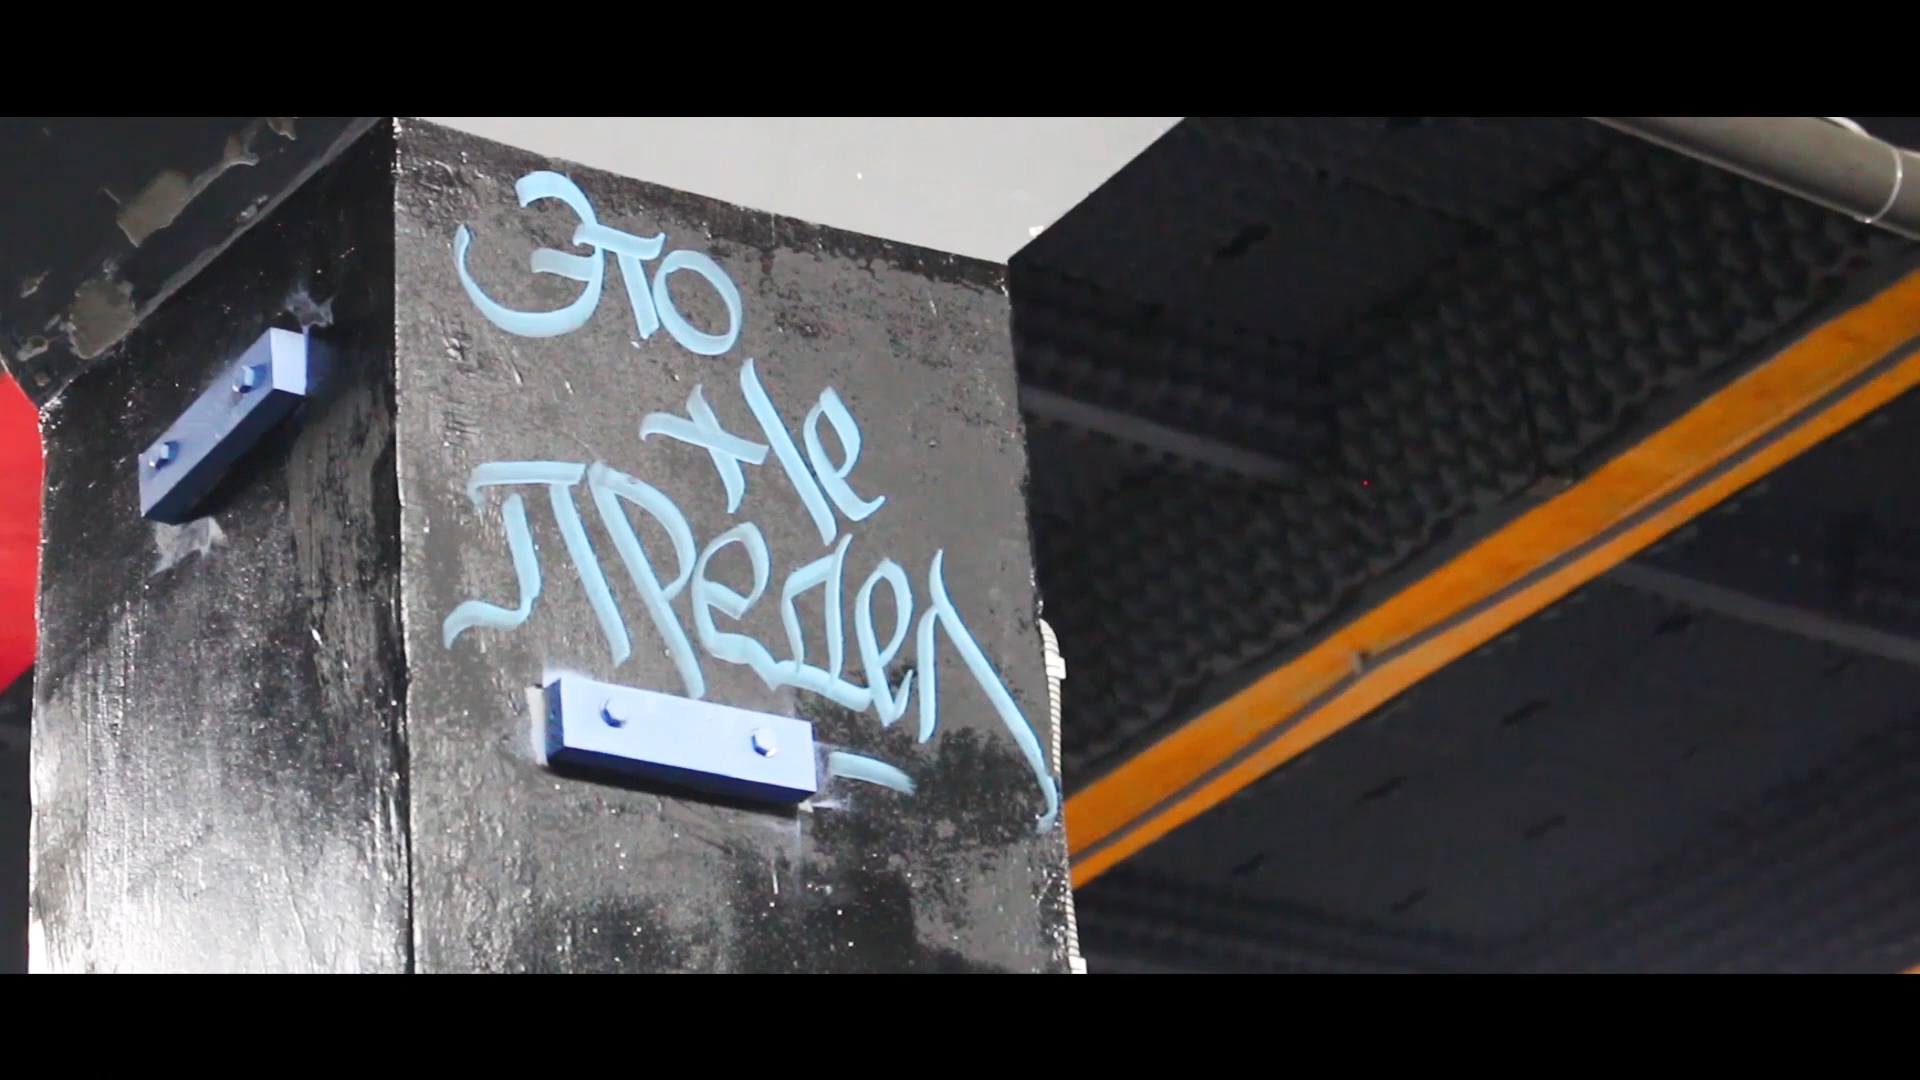 Это
не
предел